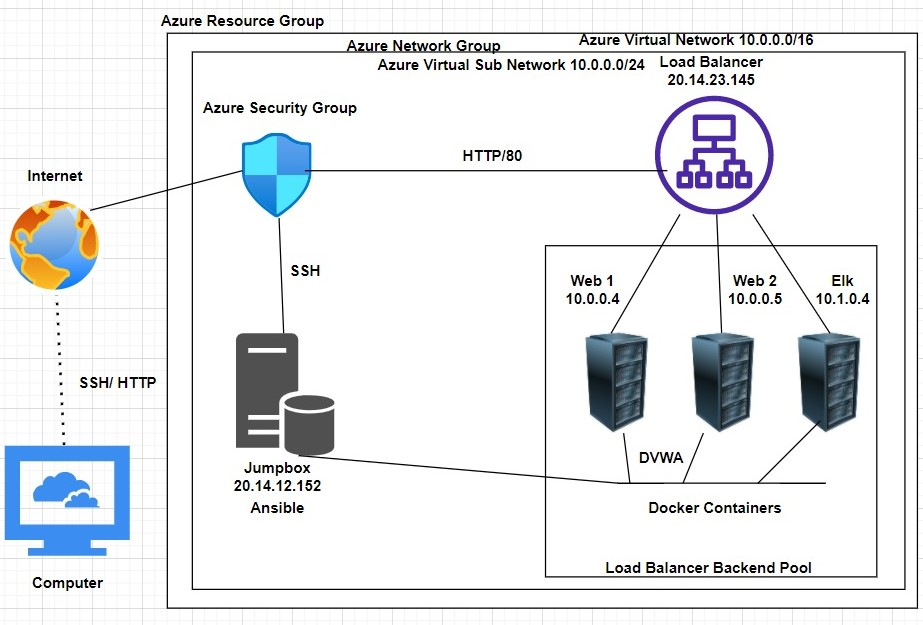 Azure Resource Group
Azure Network Group
Azure Virtual Network 10.0.0.0/16
Azure Virtual Sub Network 10.0.0.0/24
Load Balancer
20.14.23.145
Azure Security Group
HTTP/80
Internet
SSH
Web 1
10.0.0.4
Web 2
10.0.0.5
Elk
10.1.0.4
SSH/ HTTP
DVWA
Jumpbox
20.14.12.152
Ansible
Docker Containers
Load Balancer Backend Pool
Computer